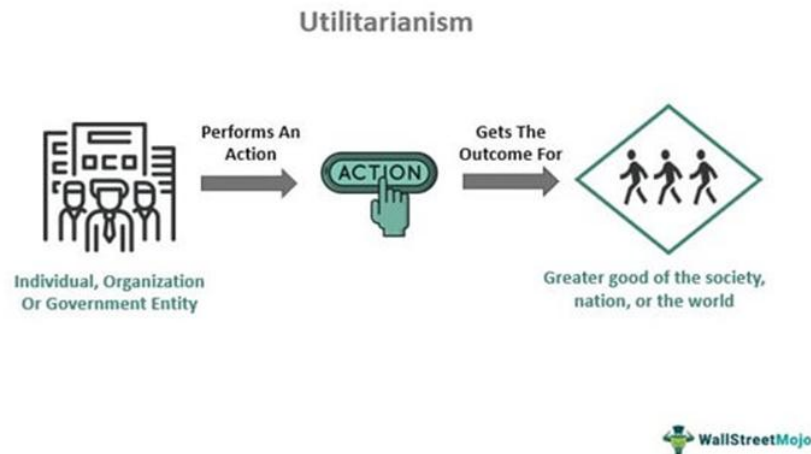 Utilitarianism
Performs An
Action
Gets The
Outcome For
ACTION
Individual, Organization
Or Government Entity
Greater good of the society,
nation, or the world
WallStreetMojo